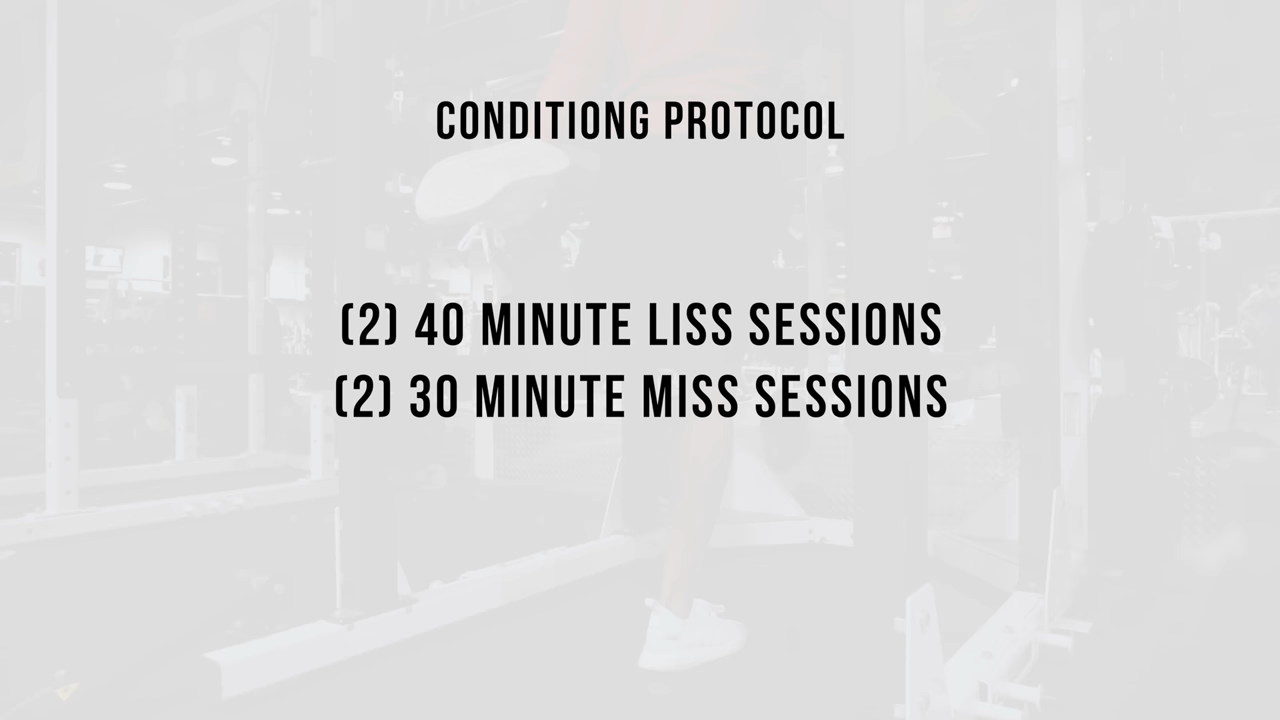 CONDITIONG PROTOCOL
(2) 40 MINUTE LISS SESSIONS
(2) 30 MINUTE MISS SESSIONS